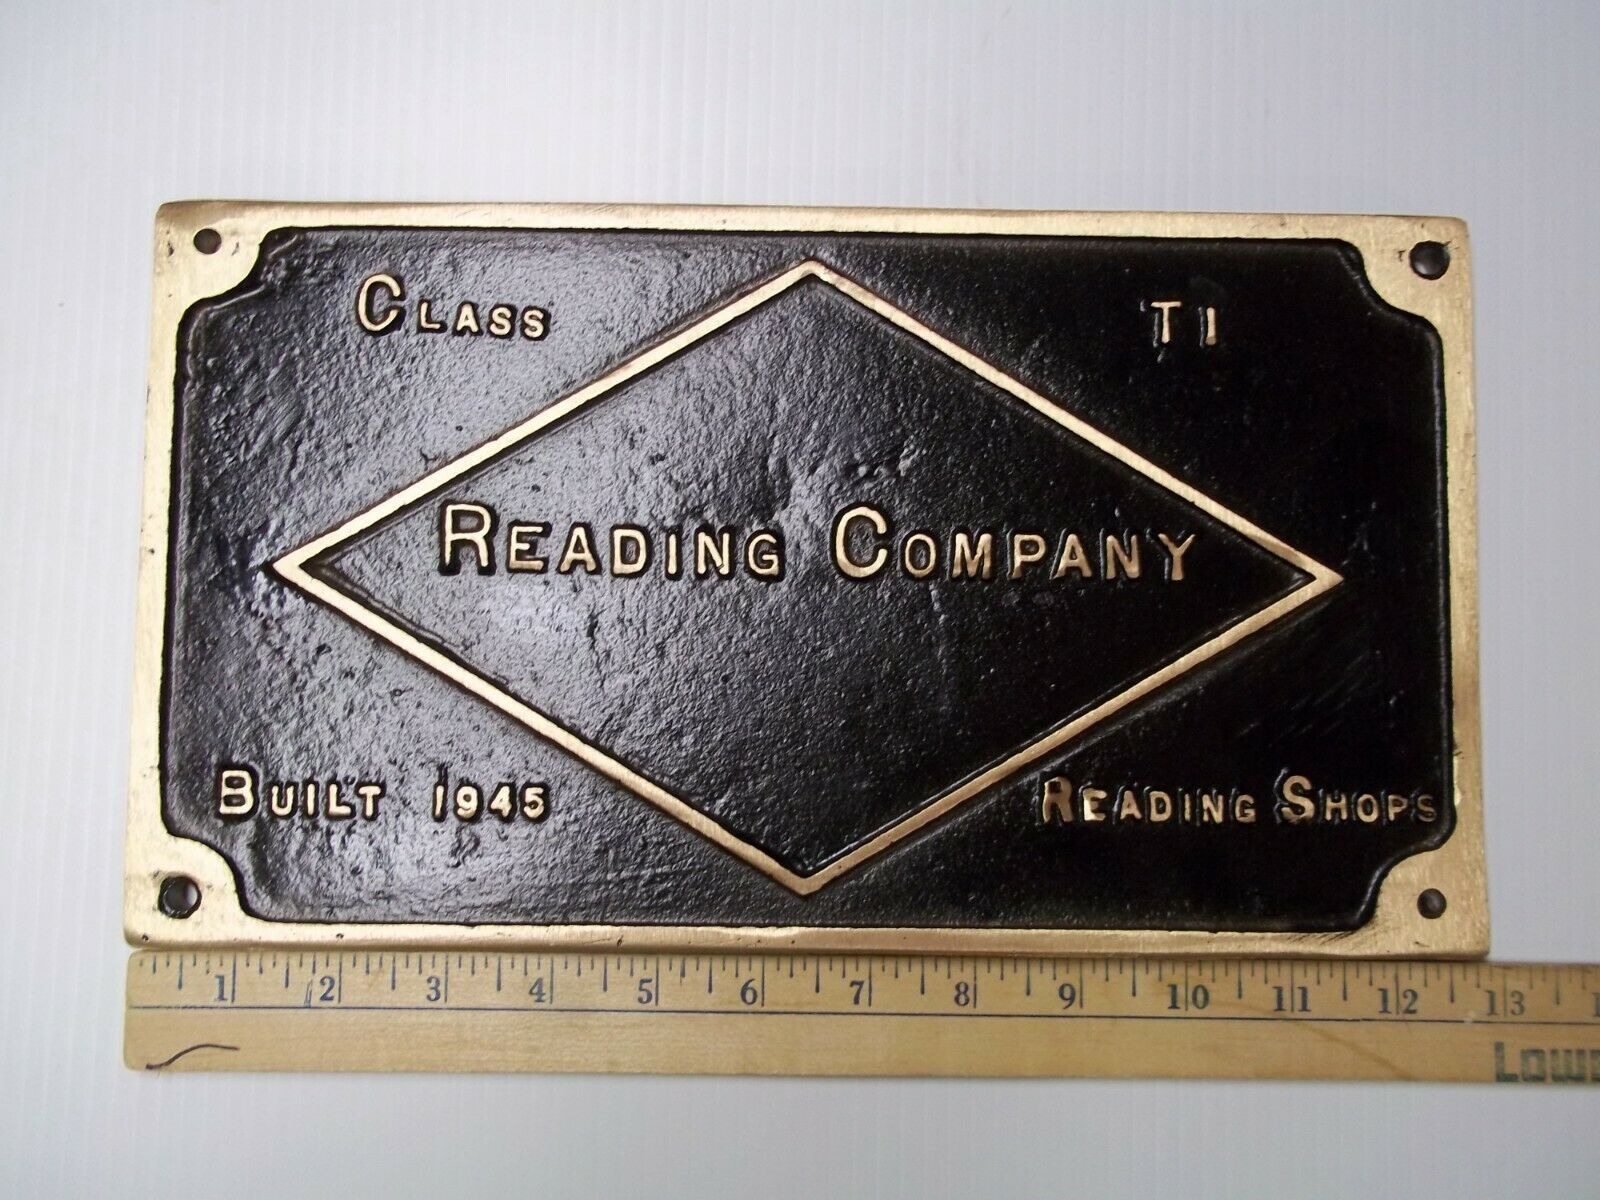 CLASS T1
READING COMPANY
BUILT 1945 READING SHOPS
1 2 3 4 5 6 7 8 9 10 11 12 13